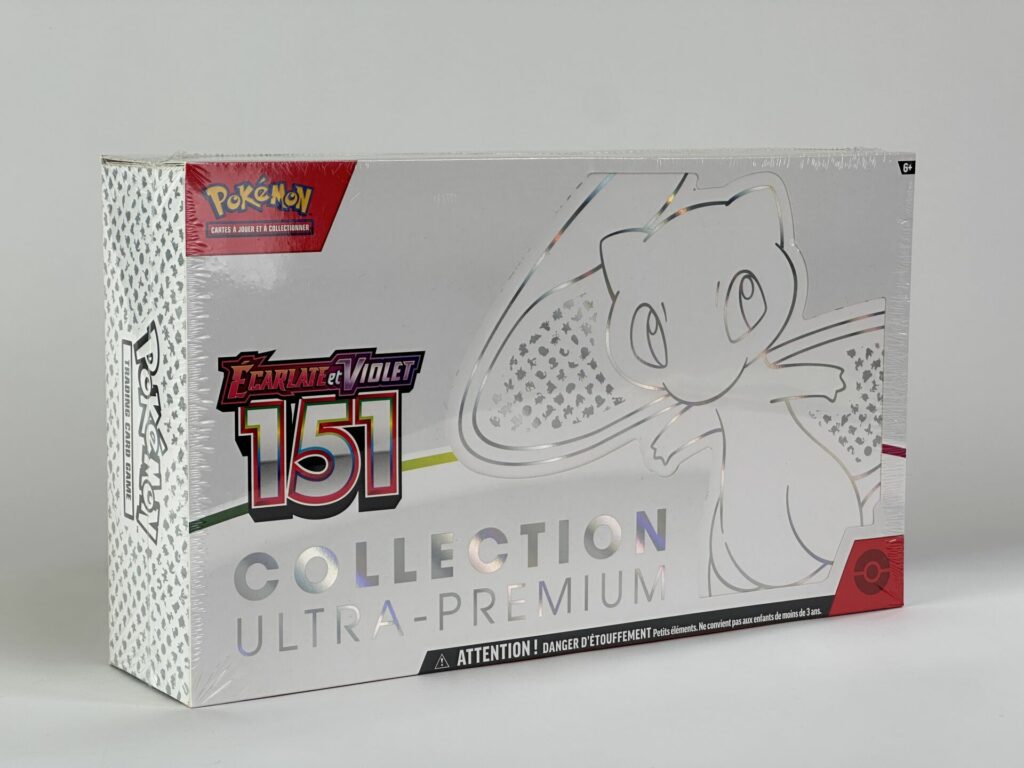 POKÉMON
CARTES À JOUER ET À COLLECTIONNER
6+
POKÉMON
TRADING CARD GAME
ÉCARLATE et VIOLET
151
COLLECTION
ULTRA-PREMIUM
ATTENTION ! DANGER D'ÉTOUFFEMENT Petits éléments. Ne convient pas aux enfants de moins de 3 ans.